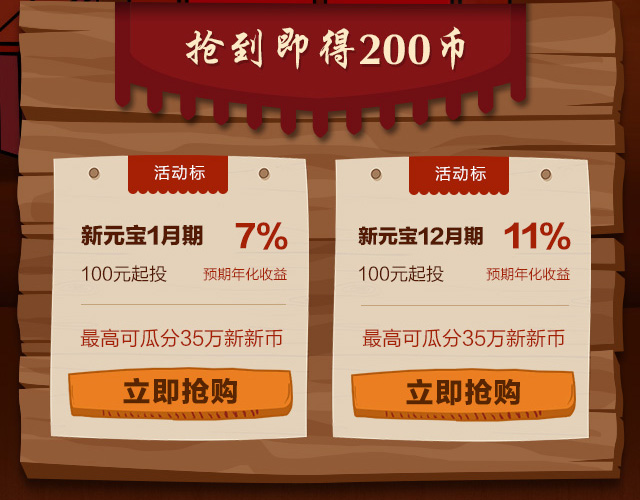 抢到即得200币
活动标
新元宝1月期 7%
100元起投 预期年化收益
最高可瓜分35万新新币
立即抢购
活动标
新元宝12月期 11%
100元起投 预期年化收益
最高可瓜分35万新新币
立即抢购